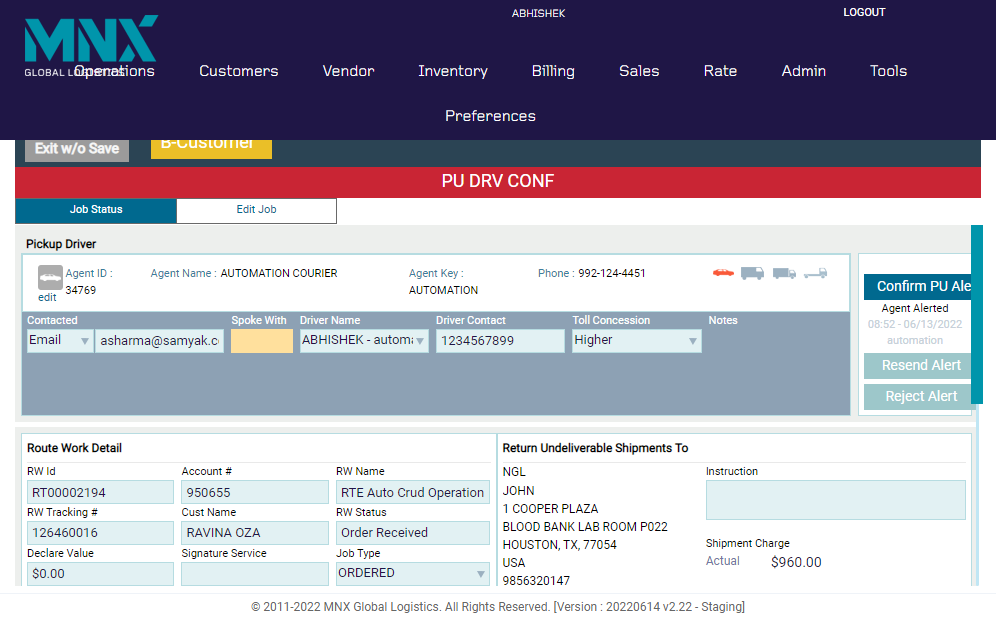 ABHISHEK
LOGOUT
MNX
GLOBAL LOGISTICS
Operations Customers Vendor Inventory Billing Sales Rate Admin Tools
Preferences
Exit w/o Save
B-Customer
PU DRV CONF
Job Status Edit Job
Pickup Driver
edit
Agent ID :
34769
Agent Name : AUTOMATION COURIER
Agent Key :
AUTOMATION
Phone : 992-124-4451
Confirm PU Ale
Agent Alerted
08:52 - 06/13/2022
automation
Resend Alert
Reject Alert
Contacted Spoke With Driver Name Driver Contact Toll Concession Notes
Email asharma@samyak.c ABHISHEK - automa 1234567899 Higher
Route Work Detail
RW Id Account # RW Name
RT00002194 950655 RTE Auto Crud Operation
RW Tracking # Cust Name RW Status
126460016 RAVINA OZA Order Received
Declare Value Signature Service Job Type
$0.00 ORDERED
Return Undeliverable Shipments To
NGL
JOHN
1 COOPER PLAZA
BLOOD BANK LAB ROOM P022
HOUSTON, TX, 77054
USA
9856320147
Instruction
Shipment Charge
Actual $960.00
© 2011-2022 MNX Global Logistics. All Rights Reserved. [Version : 20220614 v2.22 - Staging]